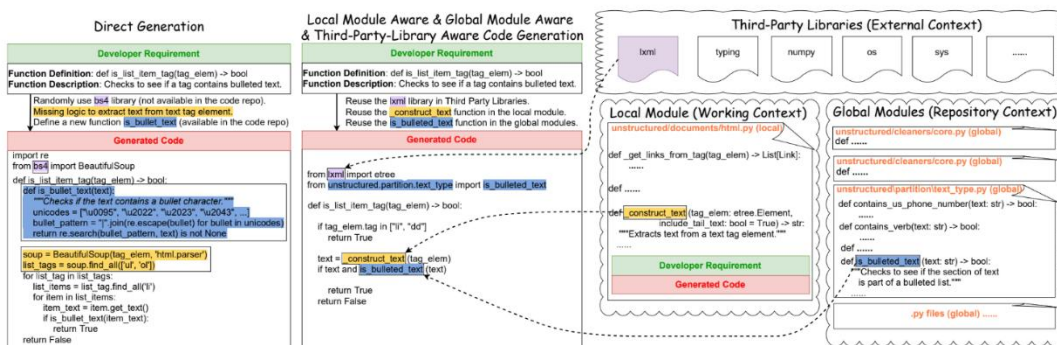 Direct Generation
Developer Requirement
Function Definition: def is_list_item_tag(tag_elem) -> bool
Function Description: Checks to see if a tag contains bulleted text.
Randomly use bs4 library (not available in the code repo).
Missing logic to extract text from text tag element.
Define a new function is_bullet_text (available in the code repo)
Generated Code
import re
from bs4 import BeautifulSoup
def is_list_item_tag(tag_elem) -> bool:
def is_bullet_text(text):
"""Checks if the text contains a bullet character."""
unicodes = ["\u0095", "\u2022", "\u2023", "\u2043", ...]
bullet_pattern = "|".join(re.escape(bullet) for bullet in unicodes)
return re.search(bullet_pattern, text) is not None
soup = BeautifulSoup(tag_elem, 'html.parser')
list_tags = soup.find_all(['ul', 'ol'])
for list_tag in list_tags:
list_items = list_tag.find_all('li')
for item in list_items:
item_text = item.get_text()
if is_bullet_text(item_text):
return True
return False
Local Module Aware & Global Module Aware
& Third-Party-Library Aware Code Generation
Developer Requirement
Function Definition: def is_list_item_tag(tag_elem) -> bool
Function Description: Checks to see if a tag contains bulleted text.
Reuse the lxml library in Third Party Libraries.
Reuse the _construct_text function in the local module.
Reuse the is_bulleted_text function in the global modules.
Generated Code
from lxml import etree
from unstructured.partition.text_type import is_bulleted_text
def is_list_item_tag(tag_elem) -> bool:
if tag_elem.tag in ["li", "dd"]
return True
text = _construct_text (tag_elem)
if text and is_bulleted_text (text)
return True
return False
Third-Party Libraries (External Context)
lxml
typing
numpy
os
sys
......
Local Module (Working Context)
unstructured/documents/html.py (local)
def _get_links_from_tag(tag_elem) -> List[Link]:
......
def ......
def _construct_text (tag_elem: etree.Element,
include_tail_text: bool = True) -> str:
"""Extracts text from a text tag element."""
......
Developer Requirement
Generated Code
Global Modules (Repository Context)
unstructured/cleaners/core.py (global)
def ......
unstructured/cleaners/core.py (global)
def ......
unstructured\partition\text_type.py (global)
def contains_us_phone_number(text: str) -> bool:
......
def contains_verb(text: str) -> bool:
......
def ......
def is_bulleted_text (text: str) -> bool:
"""Checks to see if the section of text
is part of a bulleted list."""
......
.py files (global) ......